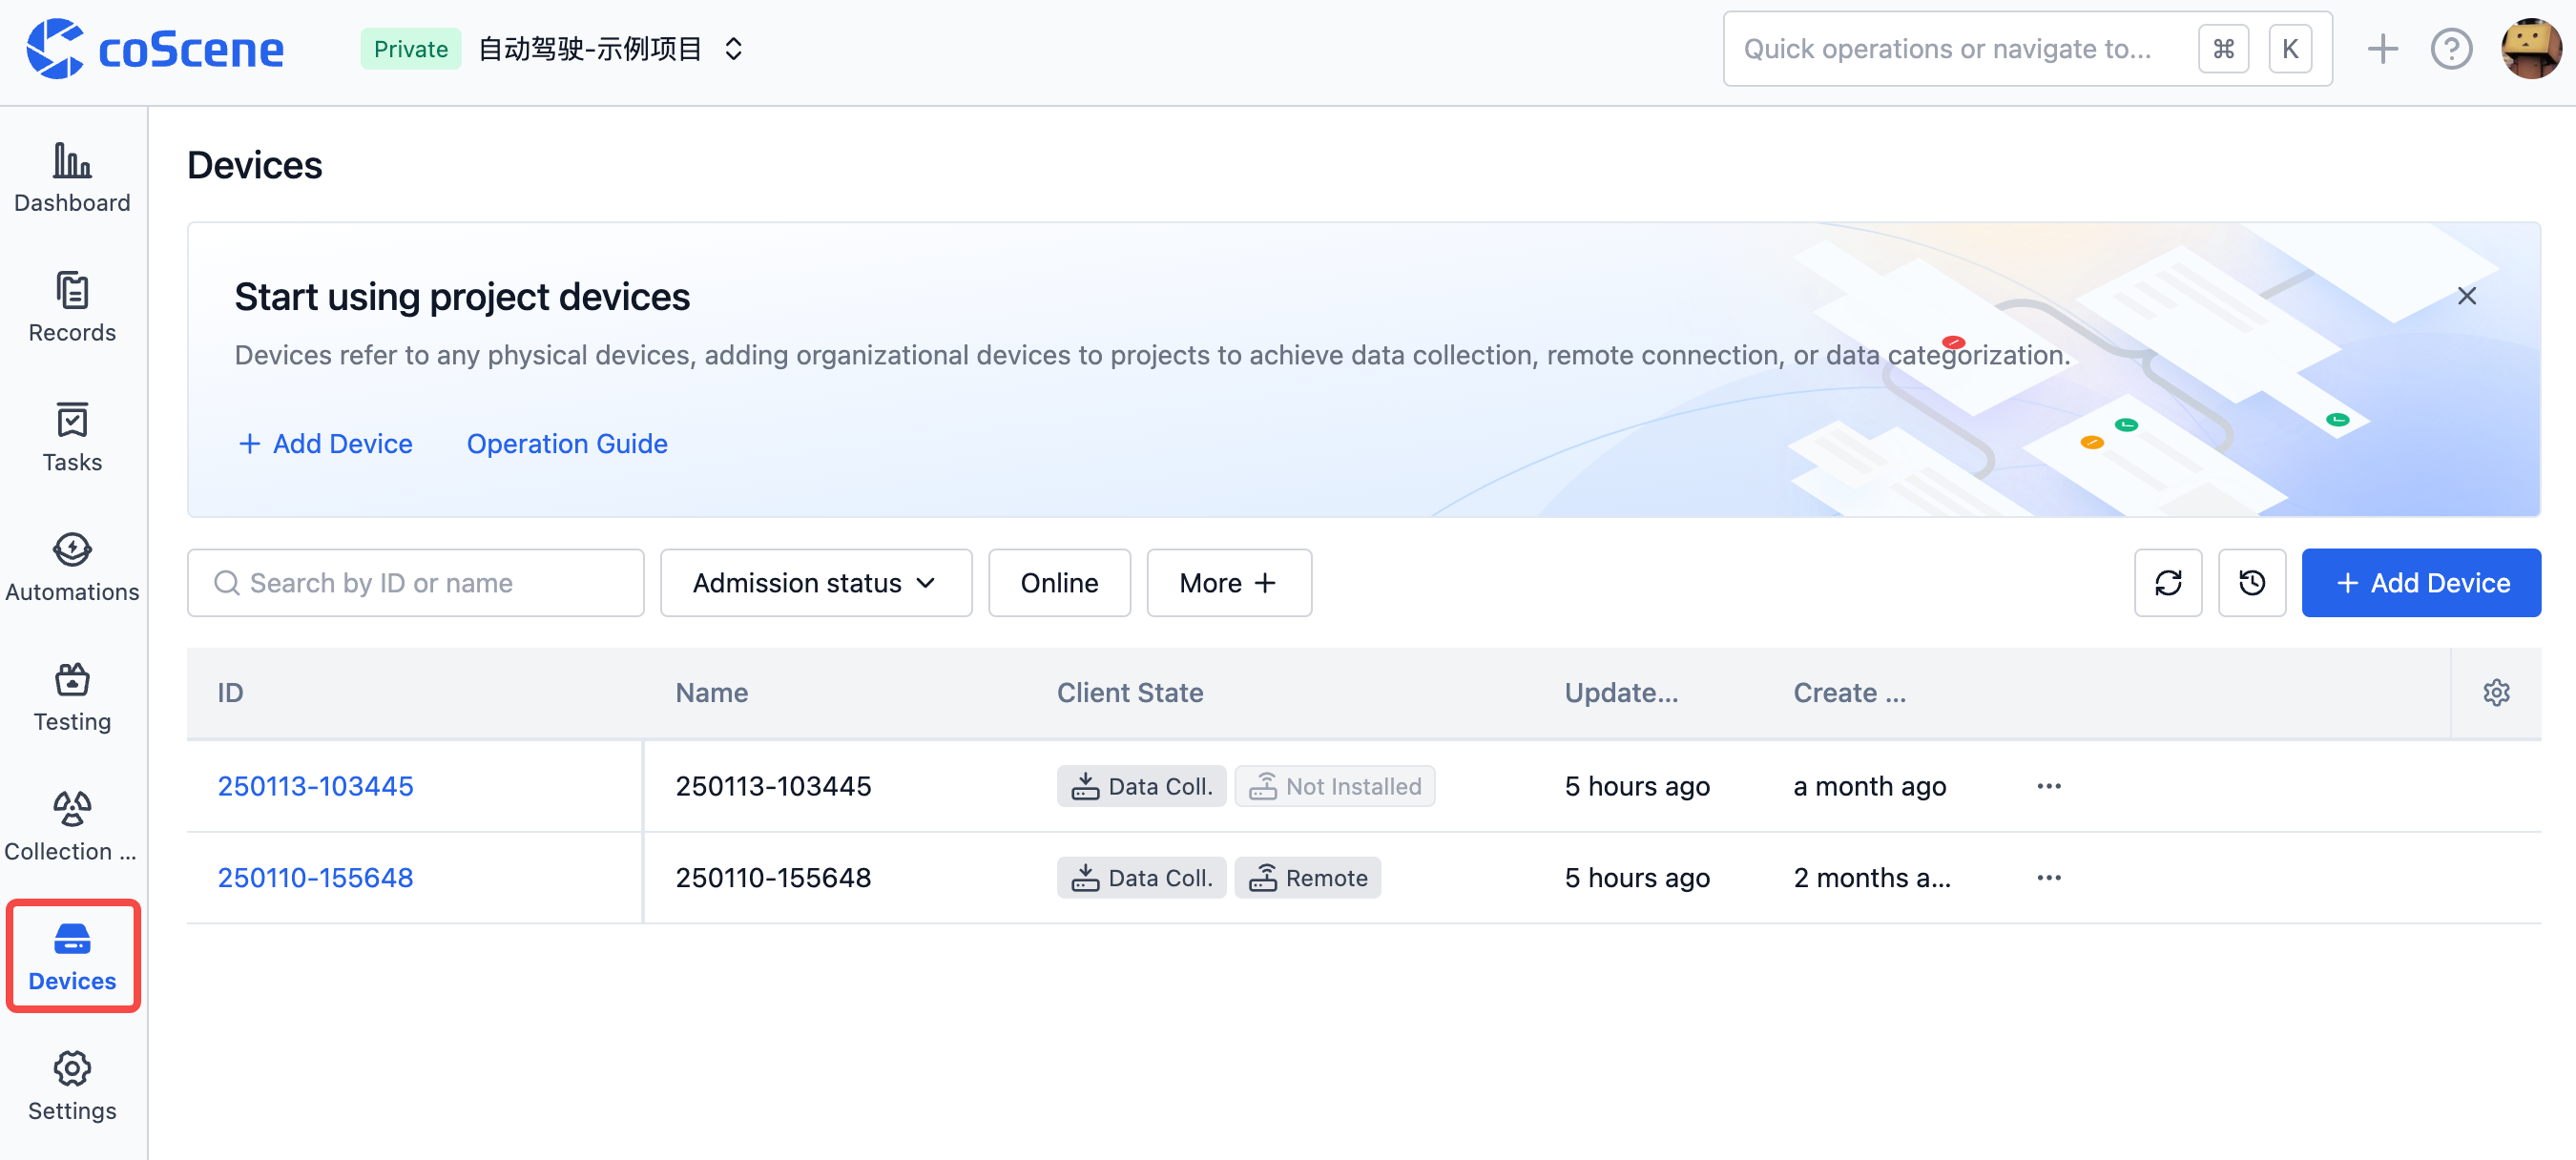 coScene
Private 自动驾驶-示例项目
Quick operations or navigate to... ⌘ K
Dashboard
Records
Tasks
Automations
Testing
Collection ...
Devices
Settings
Devices
Start using project devices
Devices refer to any physical devices, adding organizational devices to projects to achieve data collection, remote connection, or data categorization.
+ Add Device Operation Guide
Search by ID or name Admission status Online More + + Add Device
ID Name Client State Update... Create ...
250113-103445 250113-103445 Data Coll. Not Installed 5 hours ago a month ago ...
250110-155648 250110-155648 Data Coll. Remote 5 hours ago 2 months a... ...